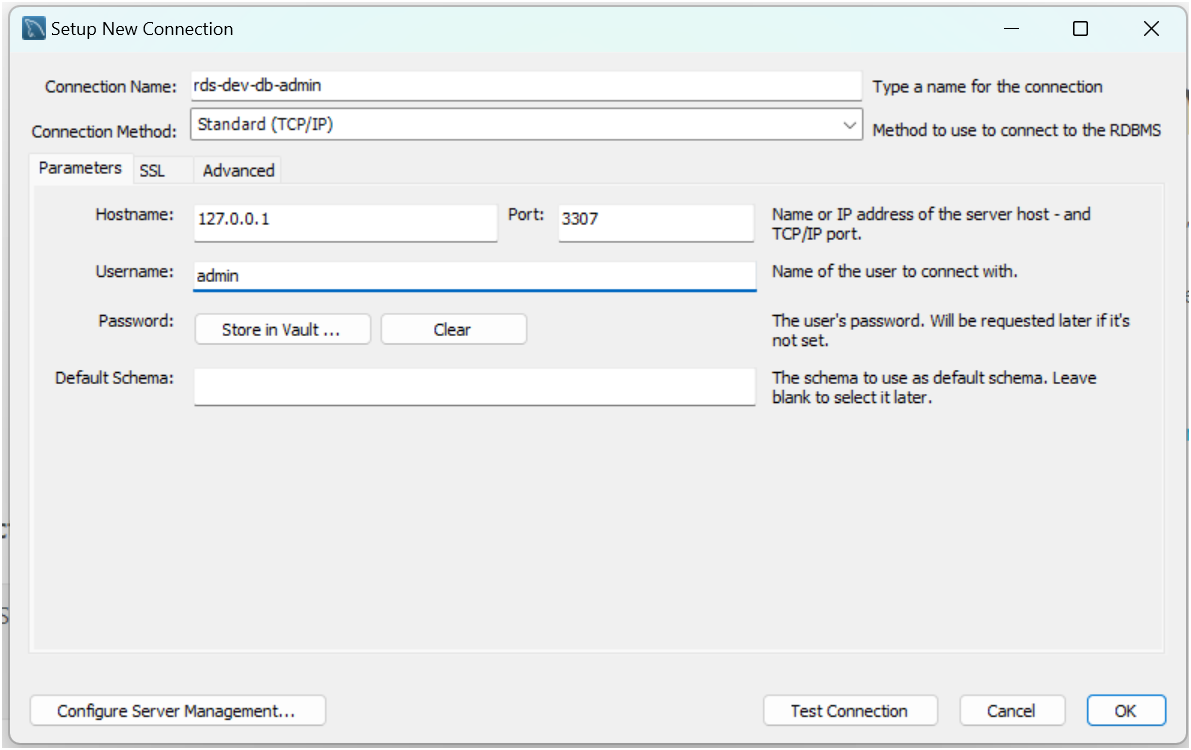 Setup New Connection
Connection Name: rds-dev-db-admin Type a name for the connection
Connection Method: Standard (TCP/IP) Method to use to connect to the RDBMS
Parameters SSL Advanced
Hostname: 127.0.0.1 Port: 3307 Name or IP address of the server host - and
TCP/IP port.
Username: admin Name of the user to connect with.
Password: Store in Vault ... Clear The user's password. Will be requested later if it's
not set.
Default Schema: The schema to use as default schema. Leave
blank to select it later.
Configure Server Management... Test Connection Cancel OK